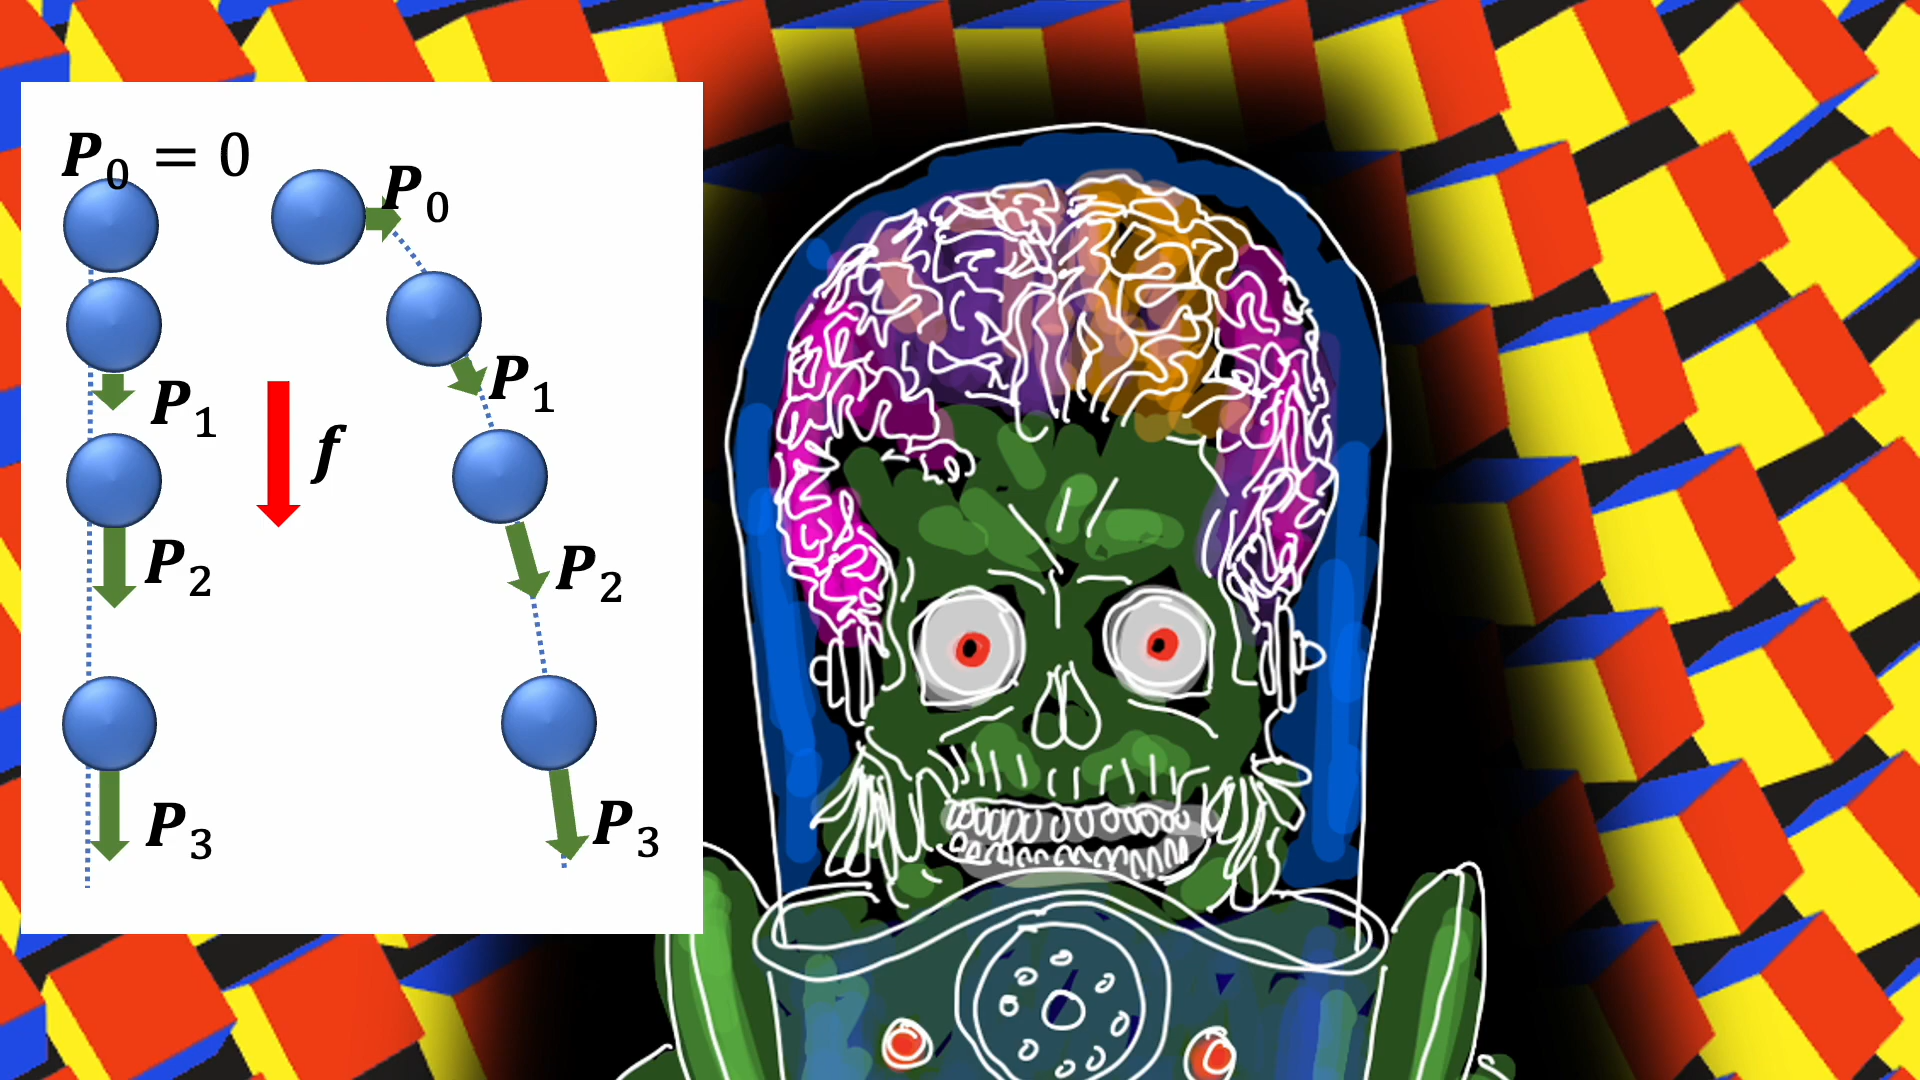 P₀ = 0
P₀
P₁
P₁
f
P₂
P₂
P₃
P₃